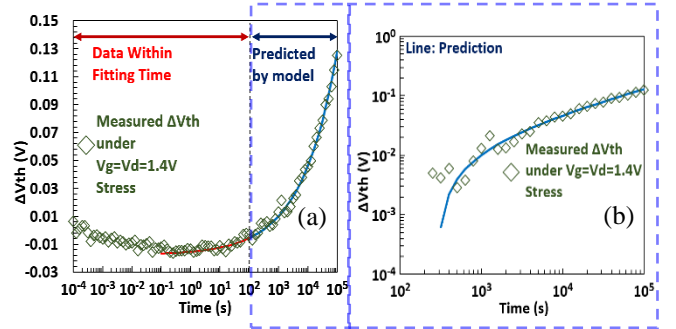 0.15
0.13
0.11
0.09
0.07
0.05
0.03
0.01
-0.01
-0.03
ΔVth (V)
Data Within
Fitting Time
Predicted
by model
Measured ΔVth
under
Vg=Vd=1.4V
Stress
(a)
10⁻⁴ 10⁻³ 10⁻² 10⁻¹ 10⁰ 10¹ 10² 10³ 10⁴ 10⁵
Time (s)
10⁰
10⁻¹
10⁻²
10⁻³
10⁻⁴
ΔVth (V)
Line: Prediction
Measured ΔVth
under Vg=Vd=1.4V
Stress
(b)
10² 10³ 10⁴ 10⁵
Time (s)